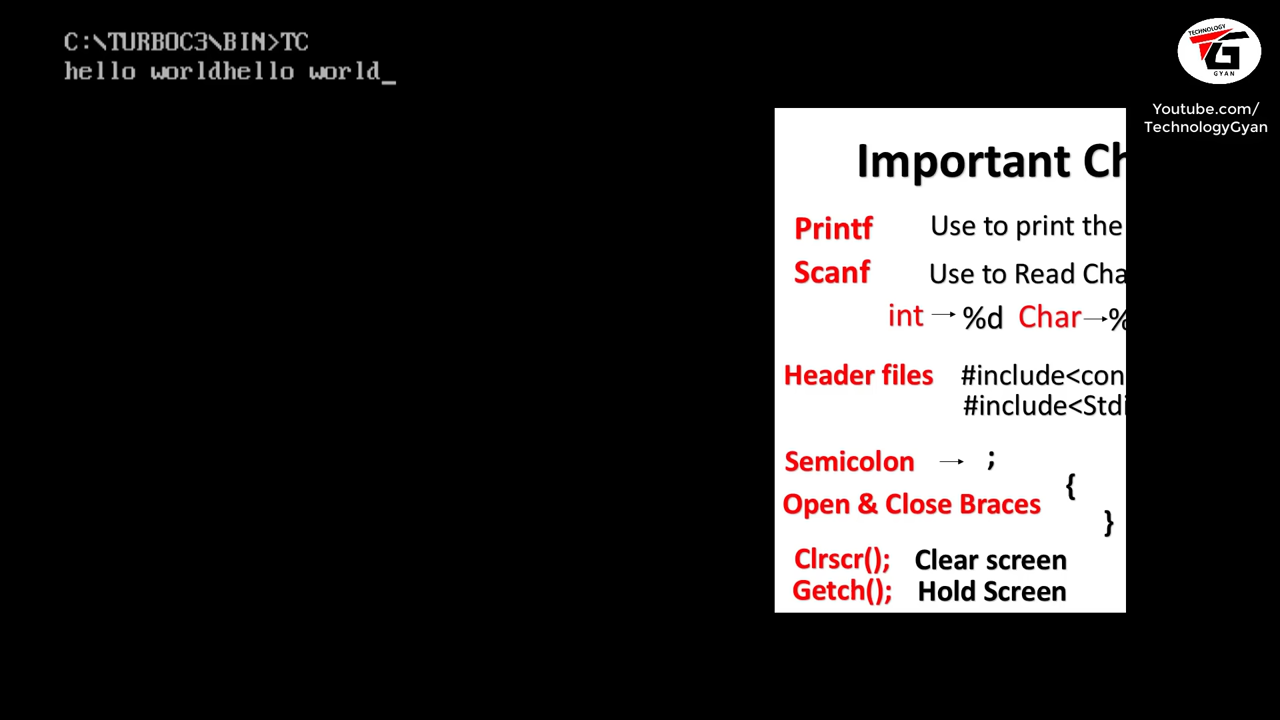 C:\TURBOC3\BIN>TC
hello worldhello world_
TECHNOLOGY
TG
GYAN
Youtube.com/
TechnologyGyan
Important Ch
Printf Use to print the
Scanf Use to Read Cha
int → %d Char → %
Header files #include<con
#include<Stdi
Semicolon → ;
Open & Close Braces {
}
Clrscr(); Clear screen
Getch(); Hold Screen